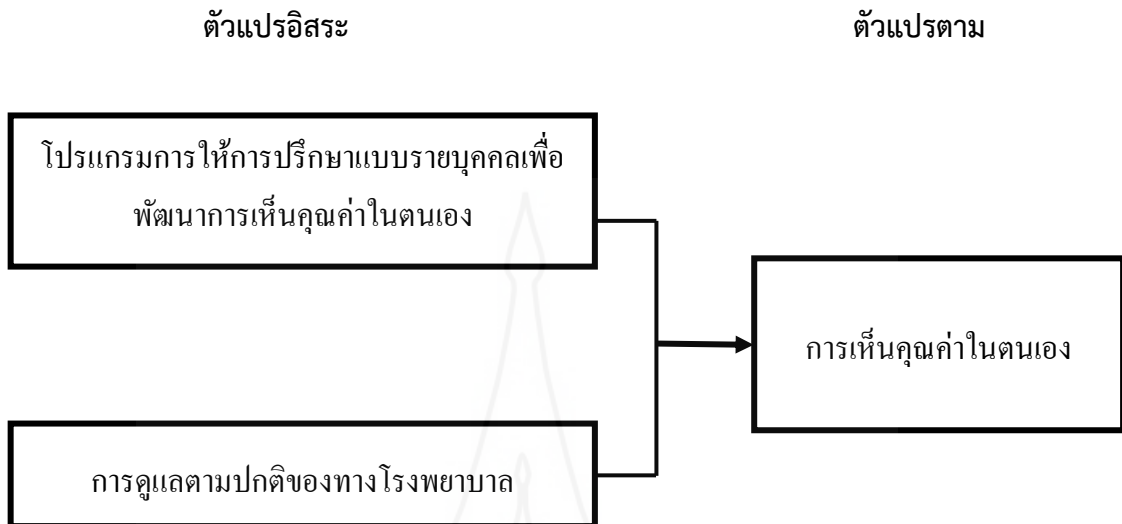 ตัวแปรอิสระ
ตัวแปรตาม
โปรแกรมการให้การปรึกษาแบบรายบุคคลเพื่อ
พัฒนาการเห็นคุณค่าในตนเอง
การเห็นคุณค่าในตนเอง
การดูแลตามปกติของทางโรงพยาบาล